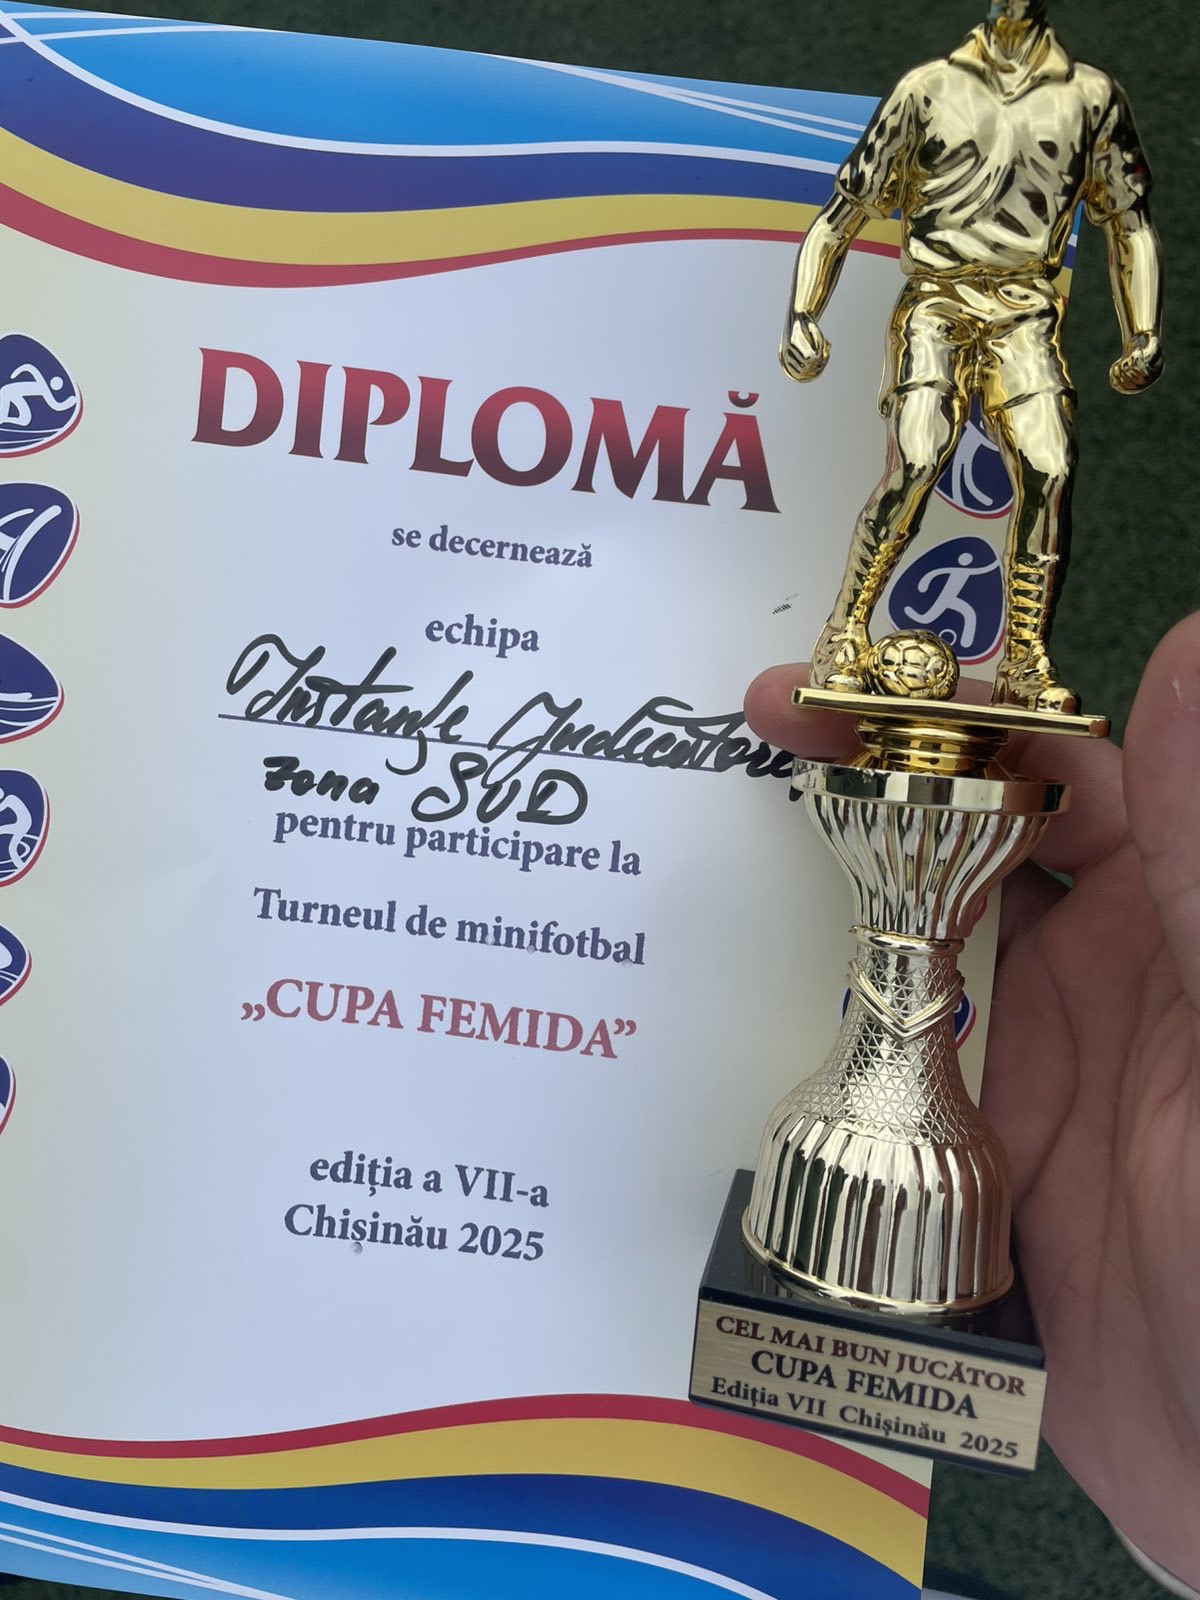 DIPLOMĂ
se decernează
echipa
Instanțe Judecătorești
zona SUD
pentru participare la
Turneul de minifotbal
„CUPA FEMIDA”
ediția a VII-a
Chișinău 2025
CEL MAI BUN JUCĂTOR
CUPA FEMIDA
Ediția VII Chișinău 2025